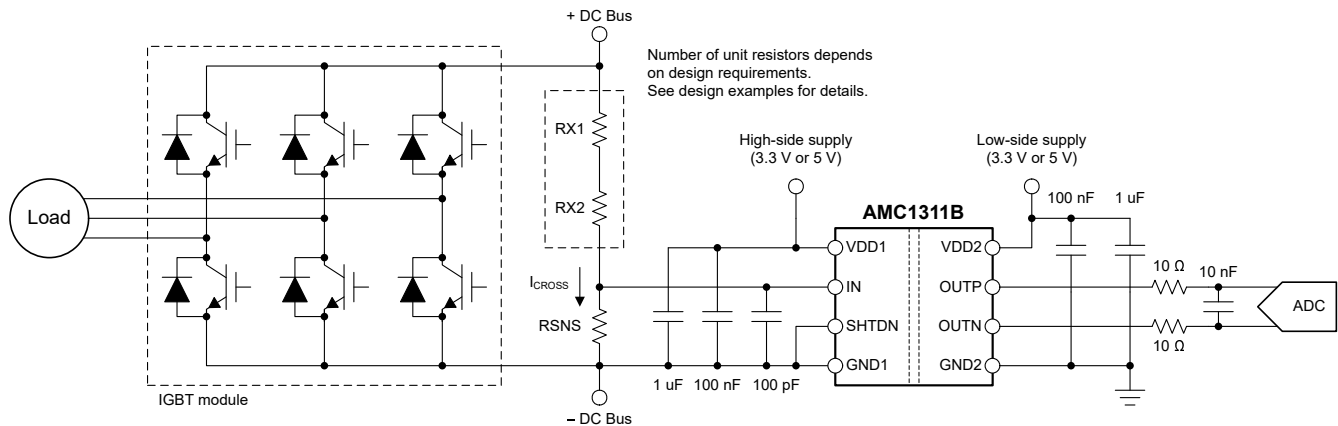 + DC Bus
Number of unit resistors depends
on design requirements.
See design examples for details.
RX1
RX2
High-side supply
(3.3 V or 5 V)
Low-side supply
(3.3 V or 5 V)
100 nF
1 uF
AMC1311B
Load
VDD1
VDD2
ICROSS
IN
OUTP
10 Ω
10 nF
RSNS
SHTDN
OUTN
10 Ω
ADC
GND1
GND2
1 uF
100 nF
100 pF
IGBT module
– DC Bus